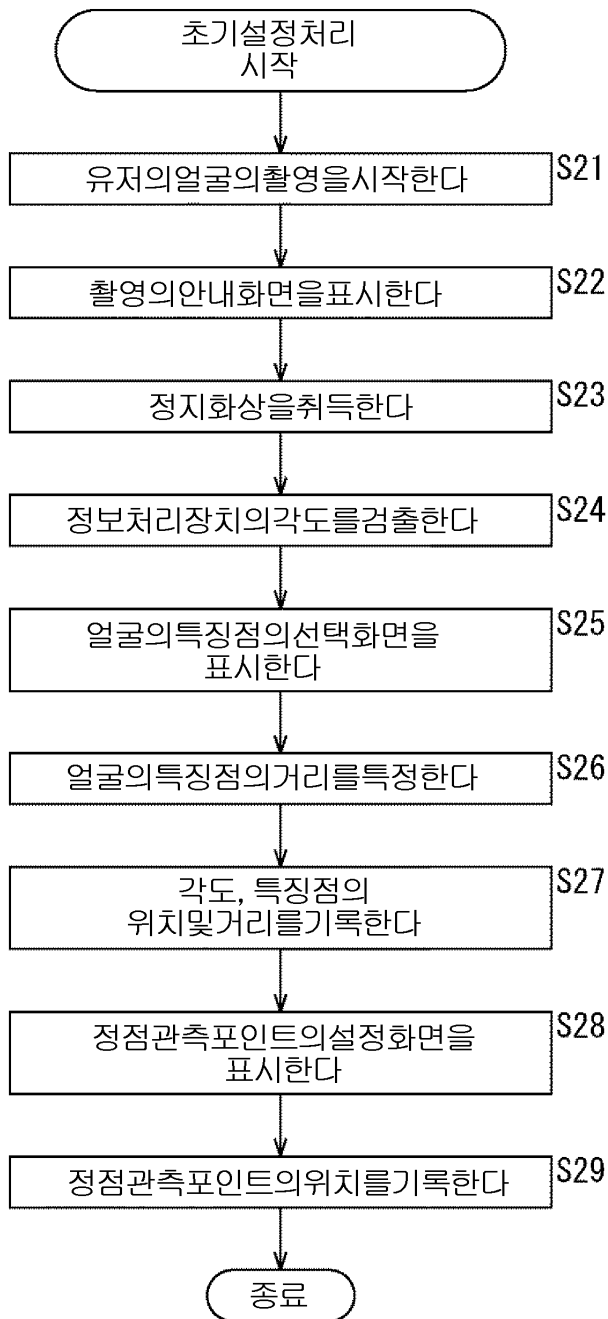 초기설정처리
시작
유저의얼굴의촬영을시작한다
S21
촬영의안내화면을표시한다
S22
정지화상을취득한다
S23
정보처리장치의각도를검출한다
S24
얼굴의특징점의선택화면을
표시한다
S25
얼굴의특징점의거리를특정한다
S26
각도, 특징점의
위치및거리를기록한다
S27
정점관측포인트의설정화면을
표시한다
S28
정점관측포인트의위치를기록한다
S29
종료